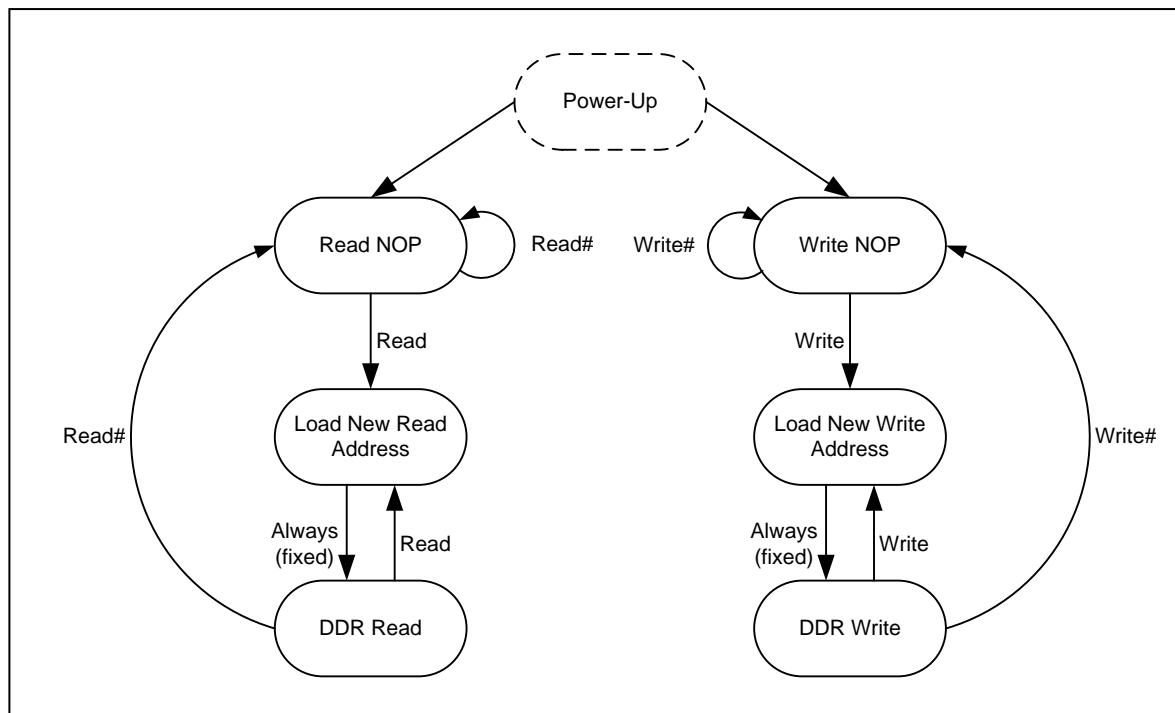 Power-Up
Read NOP
Read#
Write#
Write NOP
Read
Write
Load New Read
Address
Load New Write
Address
Read#
Write#
Always
(fixed)
Read
Always
(fixed)
Write
DDR Read
DDR Write